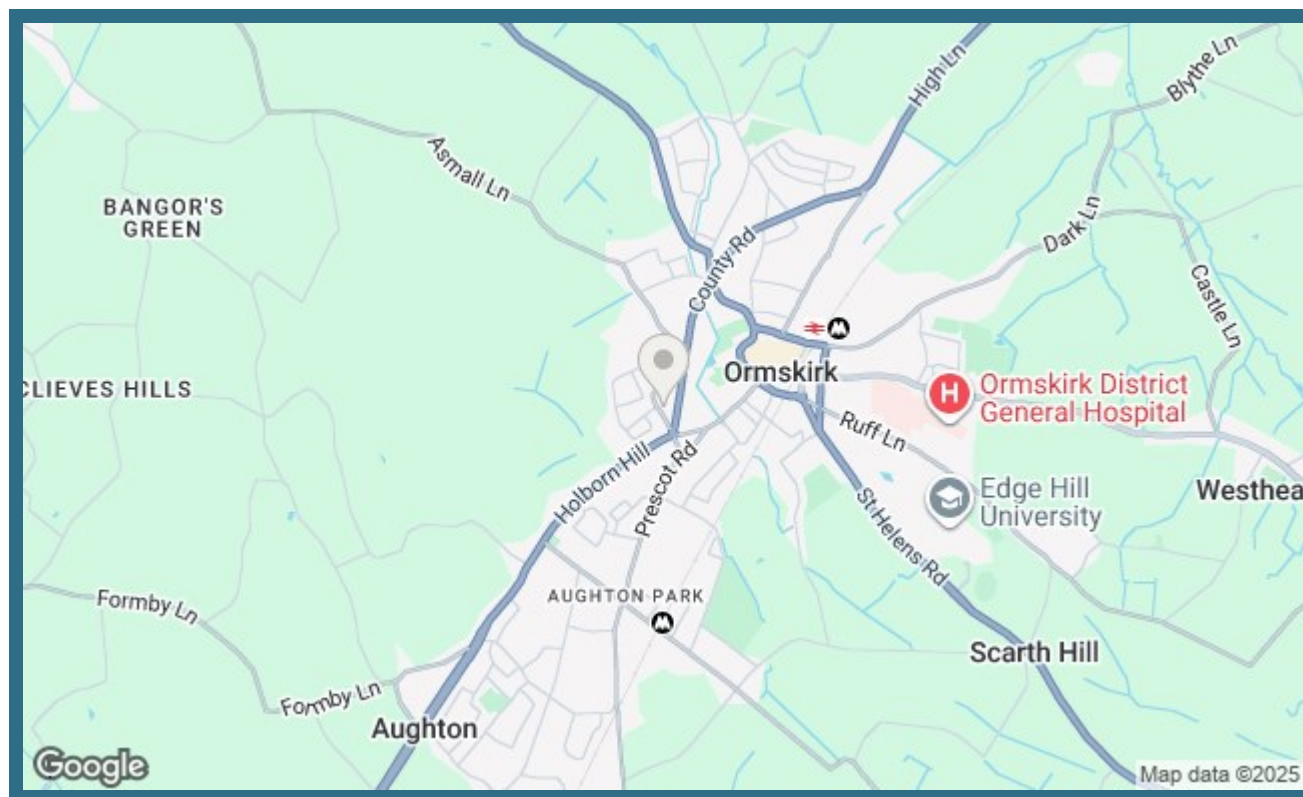 High Ln
Blythe Ln
Asmall Ln
BANGOR'S
GREEN
Dark Ln
County Rd
Castle Ln
CLIEVES HILLS
Ormskirk
H
Ormskirk District
General Hospital
Ruff Ln
Holborn Hill
Prescot Rd
St Helens Rd
Edge Hill
University
Westhea
AUGHTON PARK
Formby Ln
Scarth Hill
Formby Ln
Aughton
Google
Map data ©2025